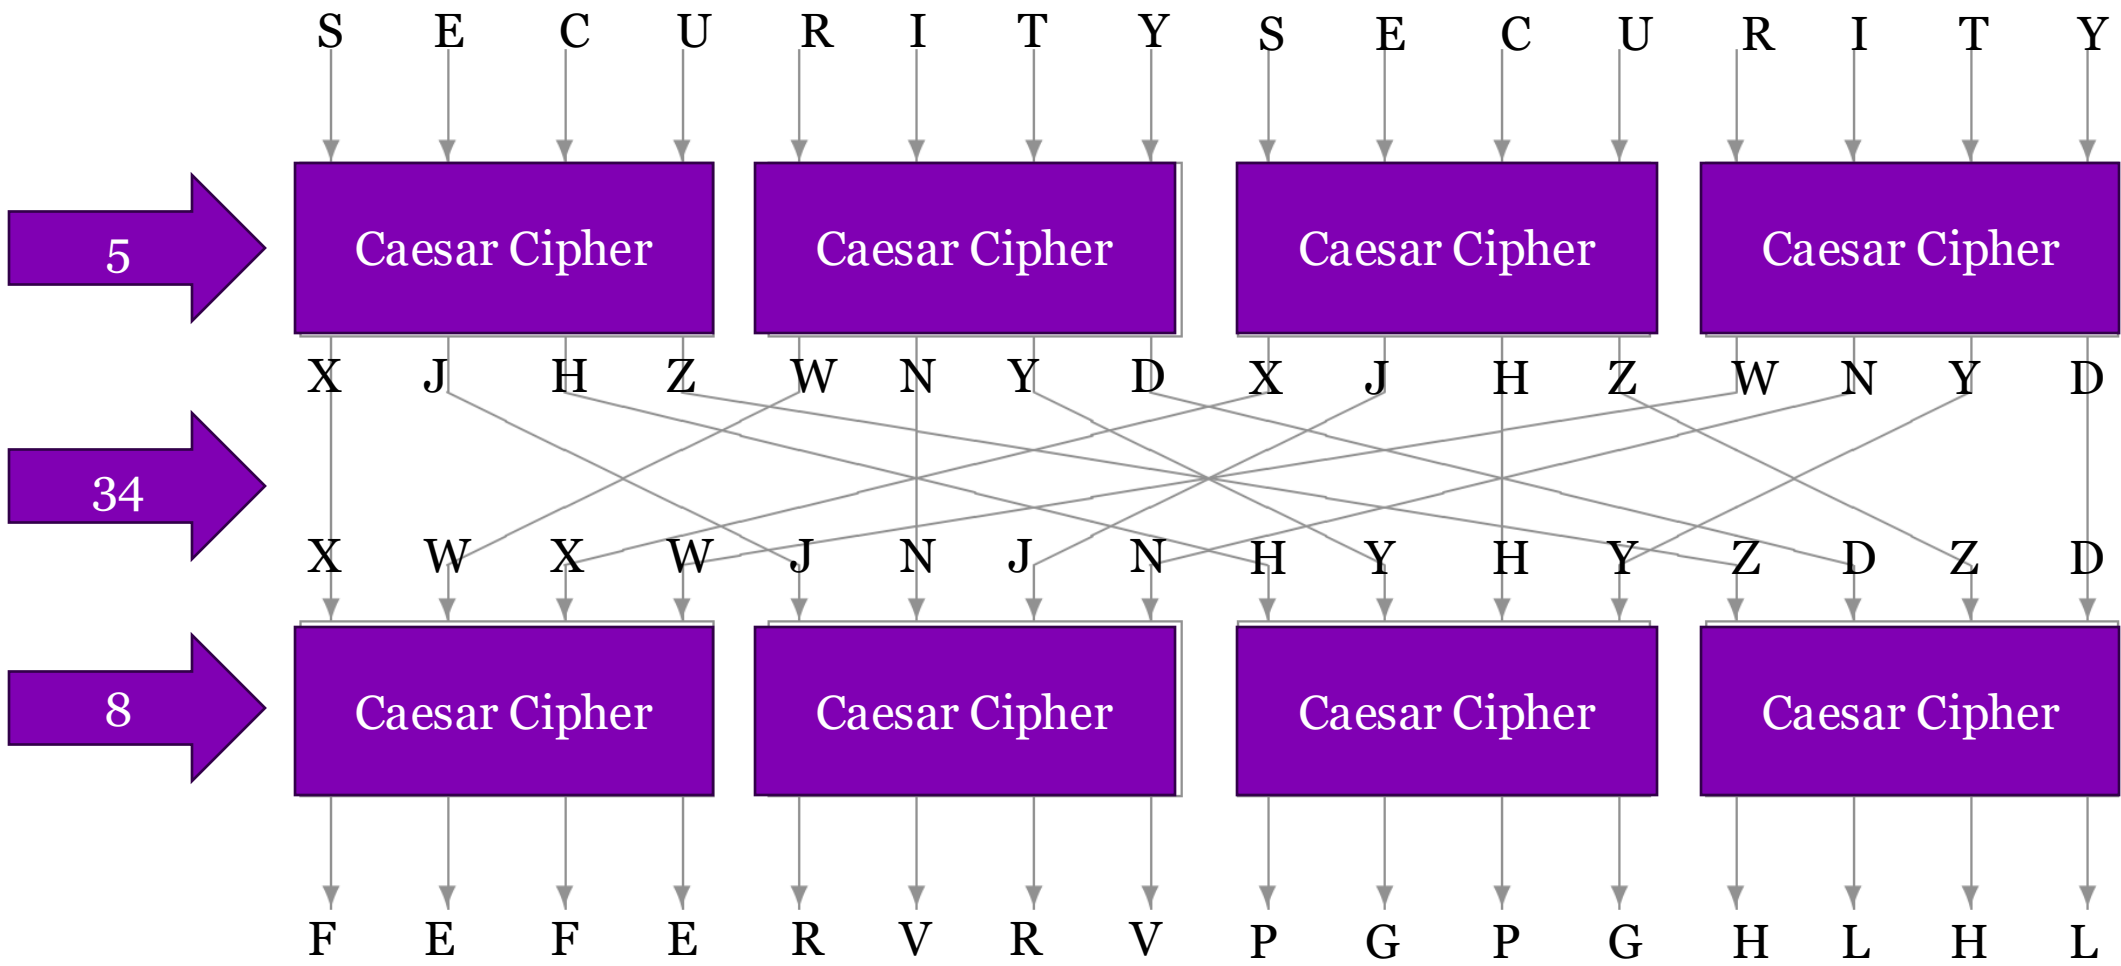 S E C U R I T Y S E C U R I T Y
5 Caesar Cipher Caesar Cipher Caesar Cipher Caesar Cipher
X J H Z W N Y D X J H Z W N Y D
34
X W X W J N J N H Y H Y Z D Z D
8 Caesar Cipher Caesar Cipher Caesar Cipher Caesar Cipher
F E F E R V R V P G P G H L H L